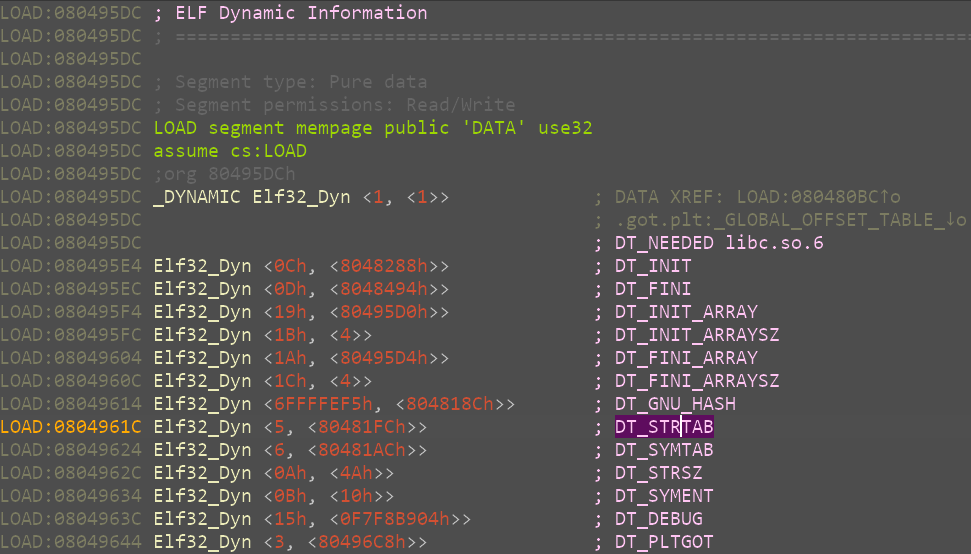 LOAD:080495DC ; ELF Dynamic Information
LOAD:080495DC ; ===========================================================================
LOAD:080495DC
LOAD:080495DC ; Segment type: Pure data
LOAD:080495DC ; Segment permissions: Read/Write
LOAD:080495DC LOAD segment mempage public 'DATA' use32
LOAD:080495DC assume cs:LOAD
LOAD:080495DC ;org 80495DCh
LOAD:080495DC _DYNAMIC Elf32_Dyn <1, <1>> ; DATA XREF: LOAD:080480BC↑o
LOAD:080495DC ; .got.plt:_GLOBAL_OFFSET_TABLE_↓o
LOAD:080495DC ; DT_NEEDED libc.so.6
LOAD:080495E4 Elf32_Dyn <0Ch, <8048288h>> ; DT_INIT
LOAD:080495EC Elf32_Dyn <0Dh, <8048494h>> ; DT_FINI
LOAD:080495F4 Elf32_Dyn <19h, <80495D0h>> ; DT_INIT_ARRAY
LOAD:080495FC Elf32_Dyn <1Bh, <4>> ; DT_INIT_ARRAYSZ
LOAD:08049604 Elf32_Dyn <1Ah, <80495D4h>> ; DT_FINI_ARRAY
LOAD:0804960C Elf32_Dyn <1Ch, <4>> ; DT_FINI_ARRAYSZ
LOAD:08049614 Elf32_Dyn <6FFFFEF5h, <804818Ch>> ; DT_GNU_HASH
LOAD:0804961C Elf32_Dyn <5, <80481FCh>> ; DT_STRTAB
LOAD:08049624 Elf32_Dyn <6, <80481ACh>> ; DT_SYMTAB
LOAD:0804962C Elf32_Dyn <0Ah, <4Ah>> ; DT_STRSZ
LOAD:08049634 Elf32_Dyn <0Bh, <10h>> ; DT_SYMENT
LOAD:0804963C Elf32_Dyn <15h, <0F7F8B904h>> ; DT_DEBUG
LOAD:08049644 Elf32_Dyn <3, <80496C8h>> ; DT_PLTGOT